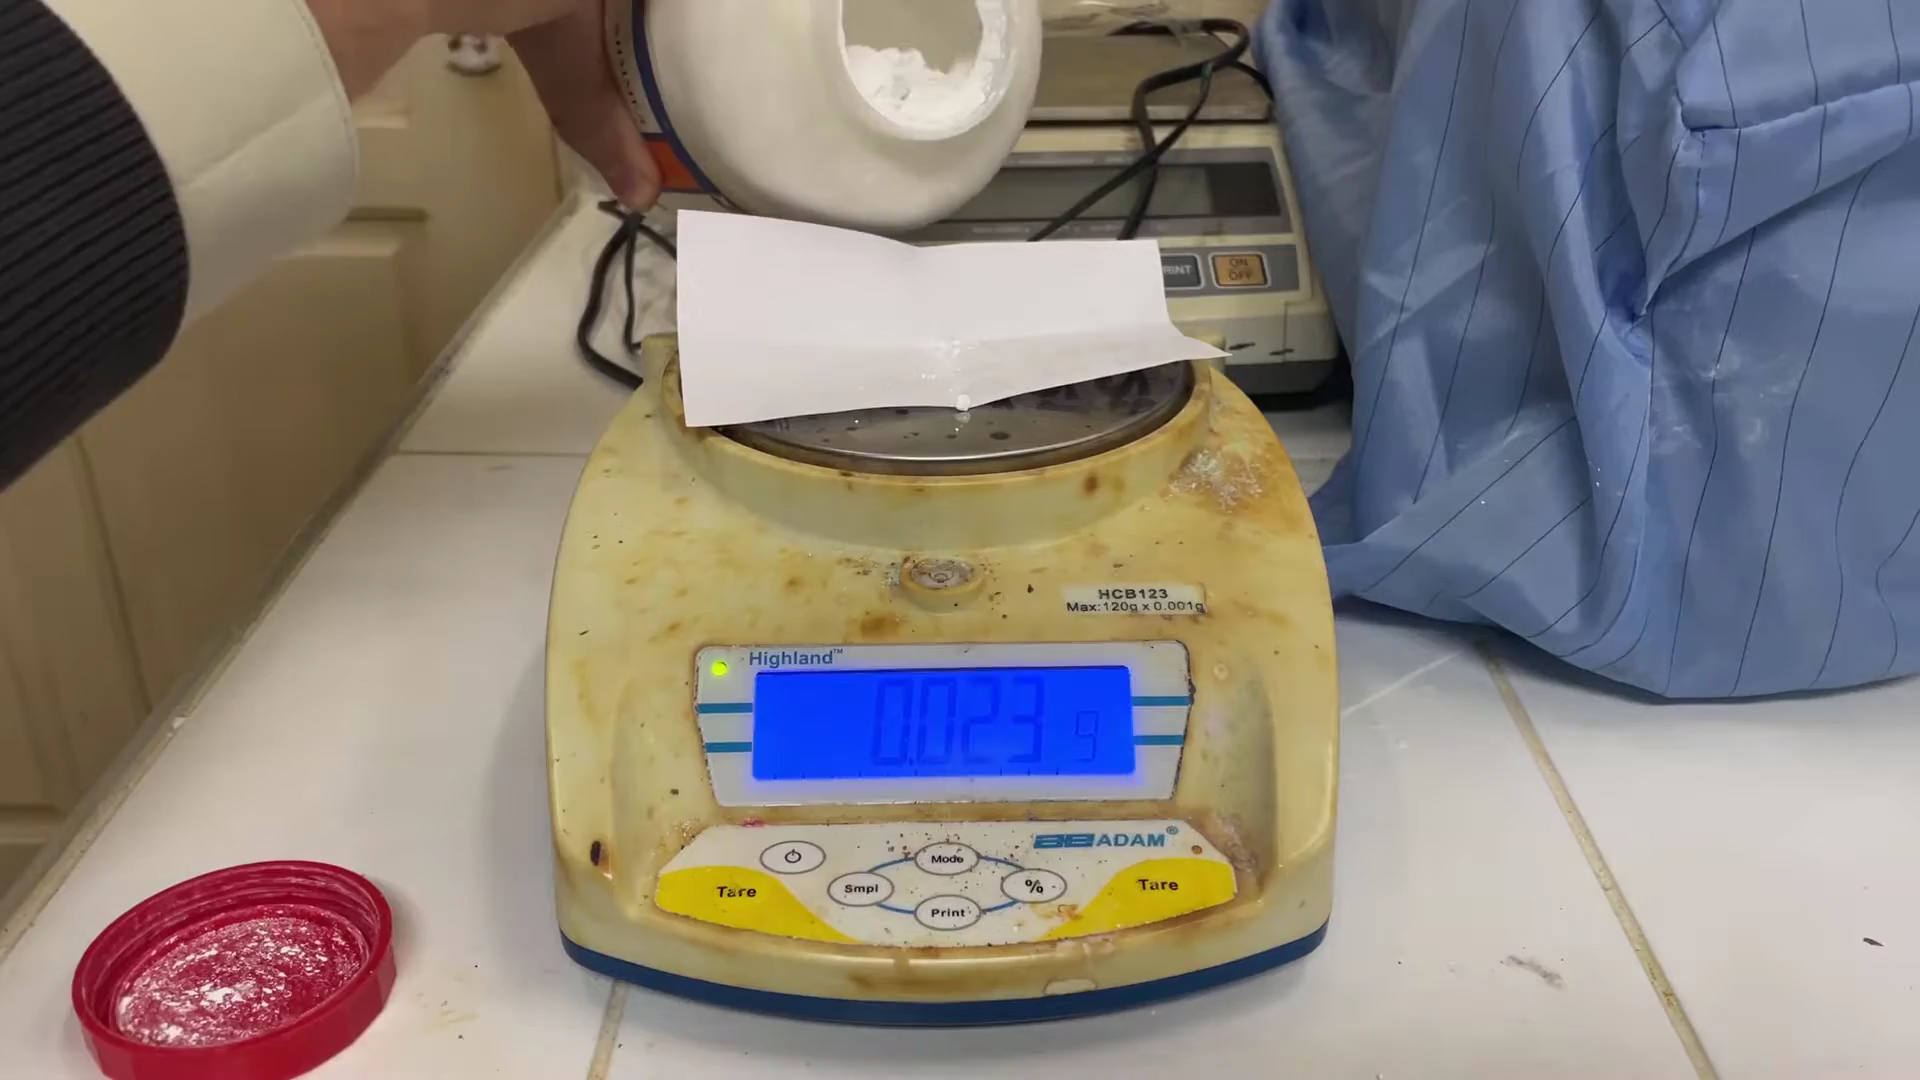 RINT
ON
OFF
HCB123
Max:120g x 0.001g
Highland™
0.023 g
ADAM®
Mode
Tare
Smpl
%
Tare
Print